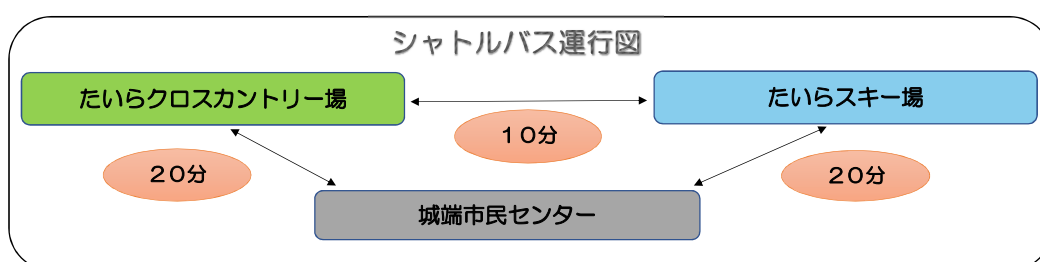 シャトルバス運行図
たいらクロスカントリー場
たいらスキー場
10分
20分
20分
城端市民センター